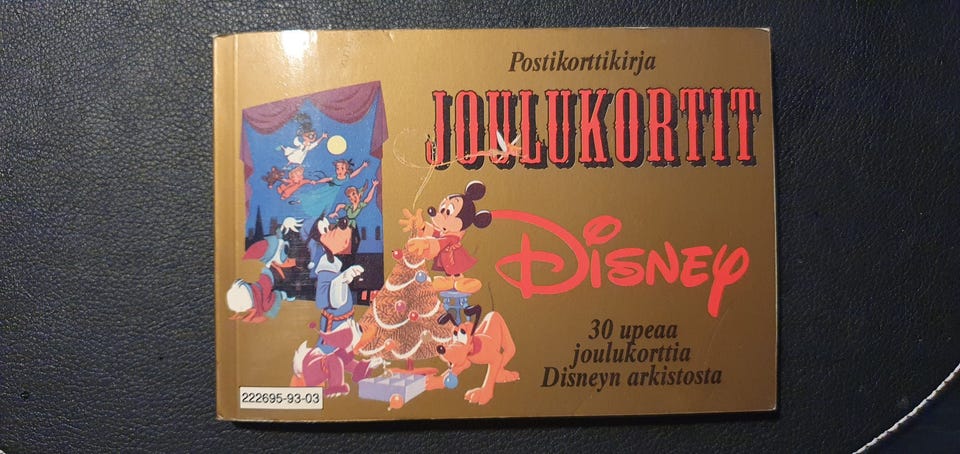 Postikorttikirja
JOULUKORTIT
DISNEY
30 upeaa
joulukorttia
Disneyn arkistosta
222695-93-03